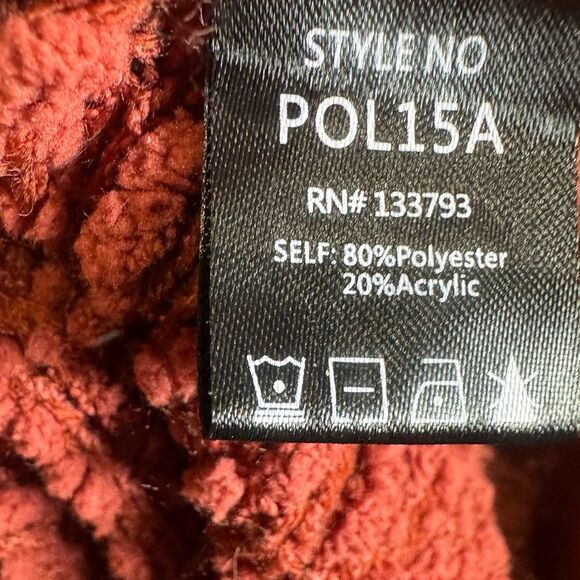 STYLE NO
POL15A
RN# 133793
SELF: 80%Polyester
20%Acrylic